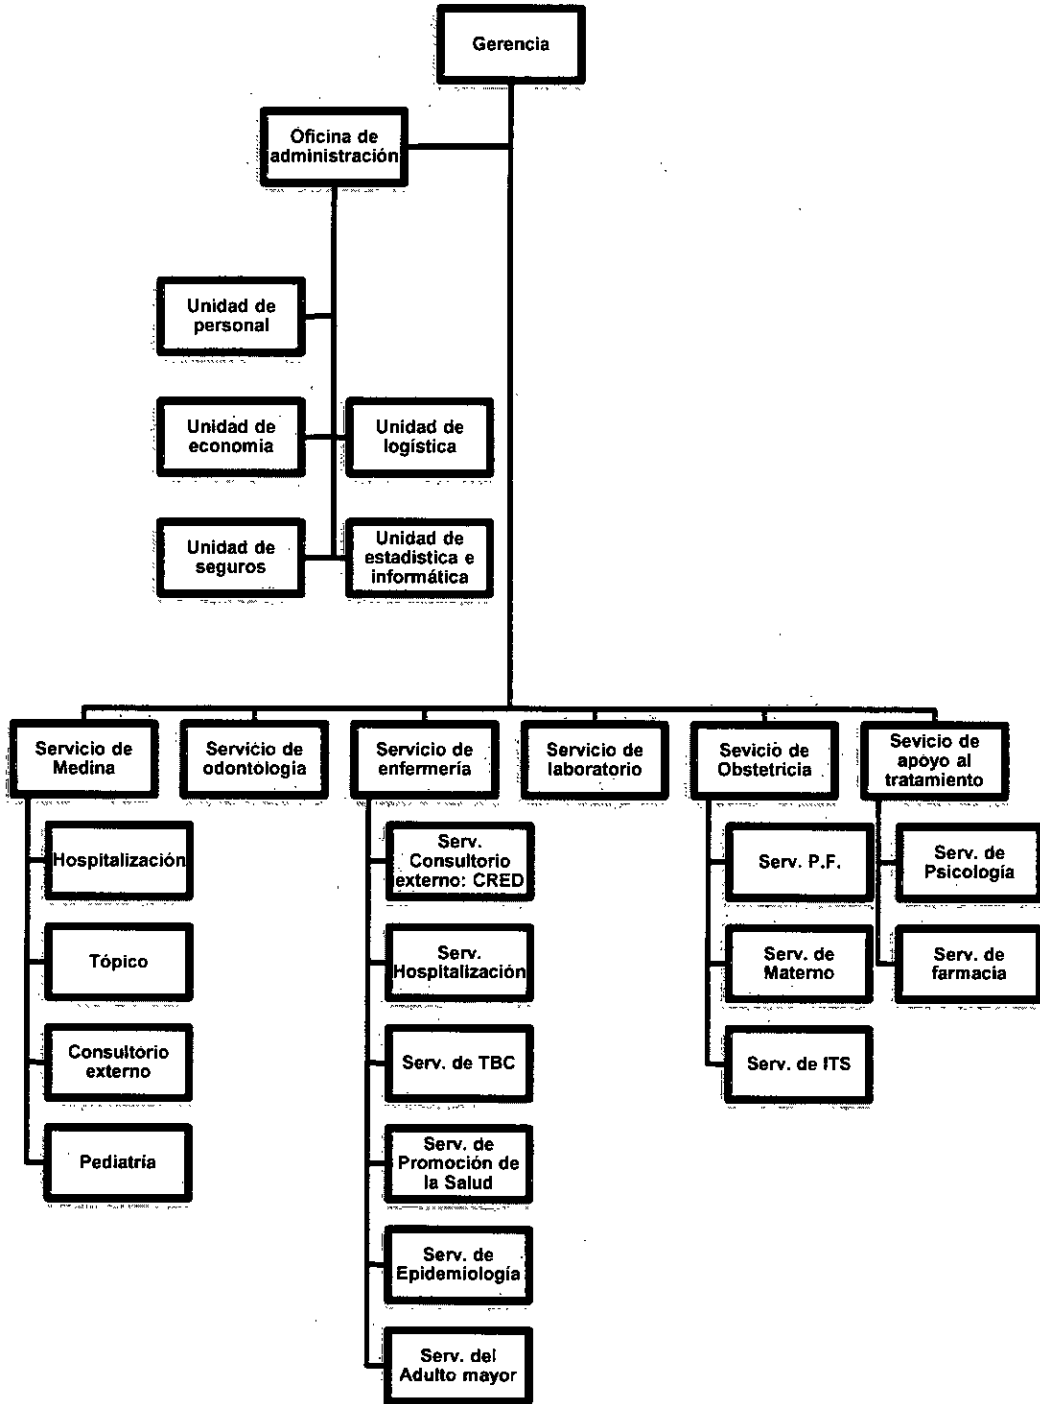 Gerencia
Oficina de
administración
Unidad de
personal
Unidad de
economia
Unidad de
logística
Unidad de
seguros
Unidad de
estadistica e
informática
Servicio de
Medina
Servicio de
odontologia
Servicio de
enfermería
Servicio de
laboratorio
Sevicio de
Obstetricia
Sevicio de
apoyo al
tratamiento
Hospitalización
Tópico
Consultorio
externo
Pediatría
Serv.
Consultorio
externo: CRED
Serv.
Hospitalización
Serv. de TBC
Serv. de
Promoción de
la Salud
Serv. de
Epidemiología
Serv. del
Adulto mayor
Serv. P.F.
Serv. de
Materno
Serv. de ITS
Serv. de
Psicología
Serv. de
farmacia